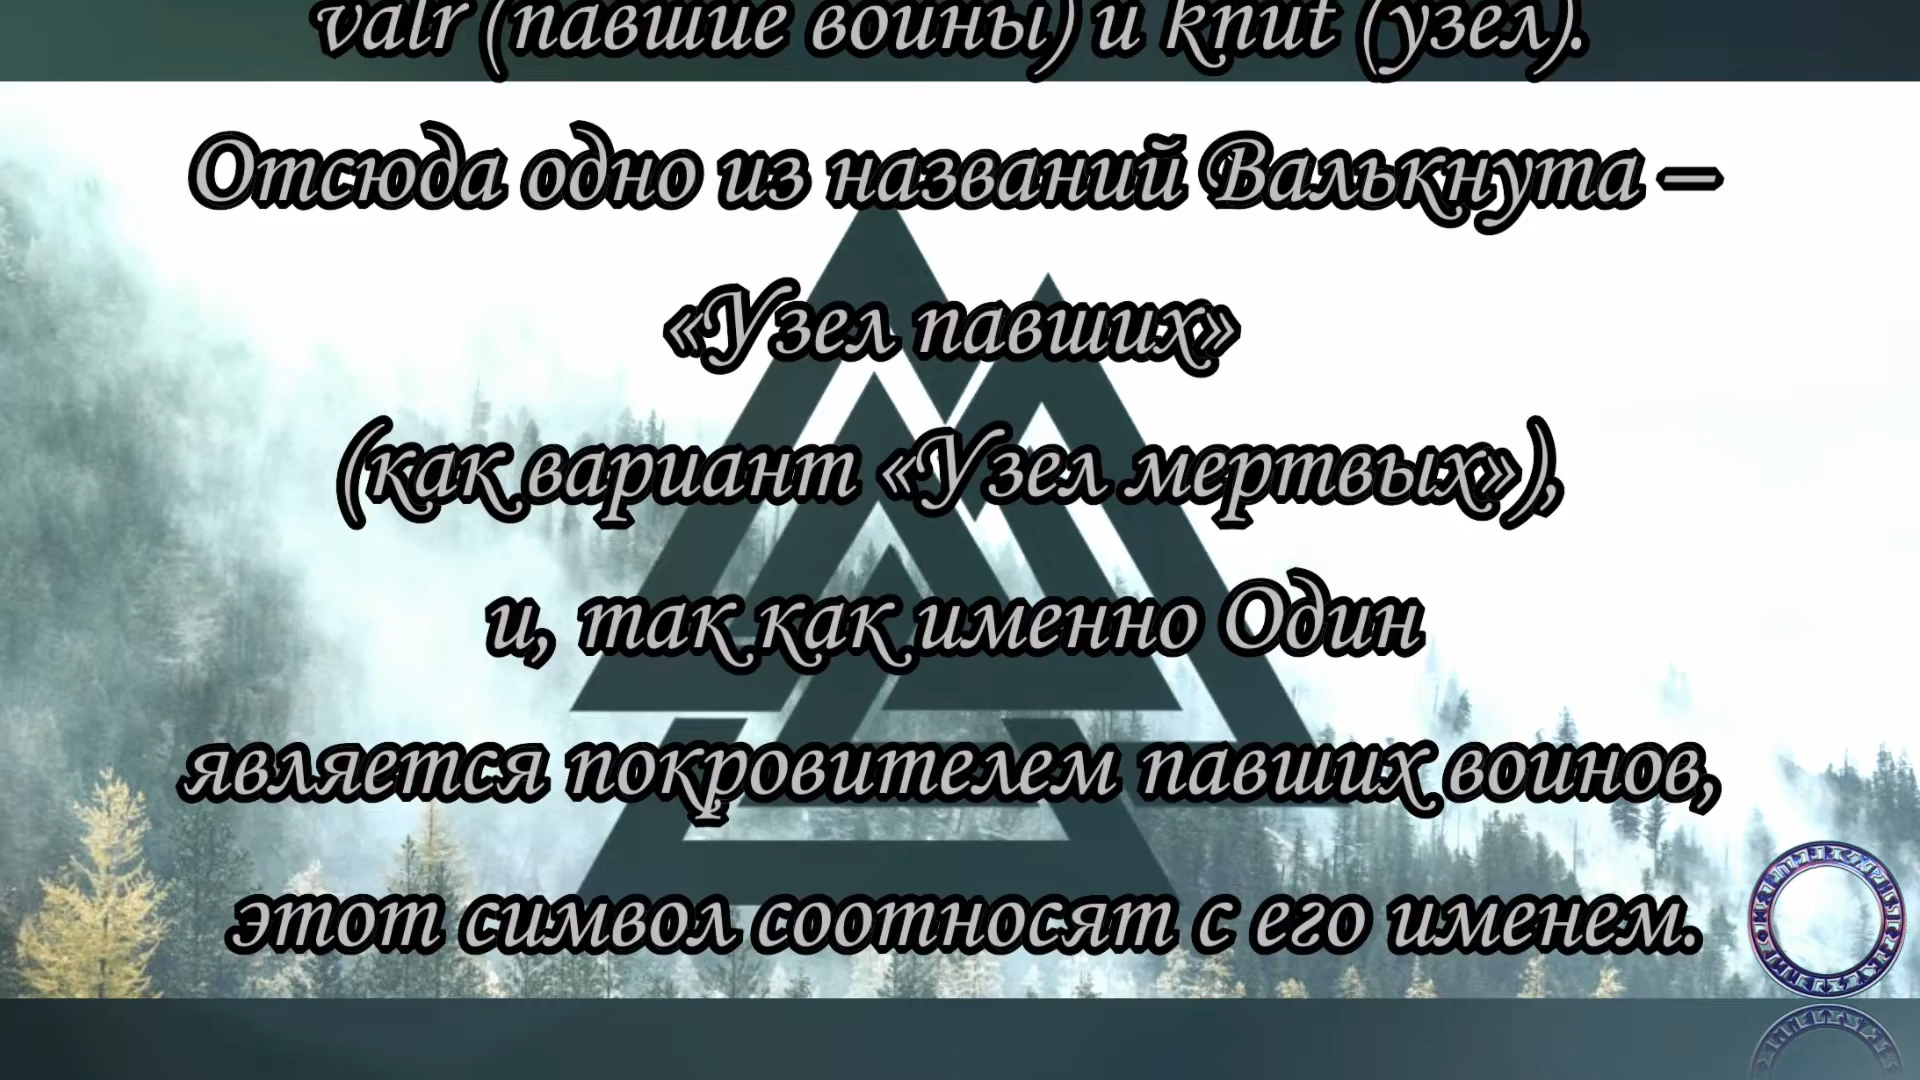 valr (павшие воины) и knut (узел).
Отсюда одно из названий Валькнута –
«Узел павших»
(как вариант «Узел мертвых»),
и, так как именно Один
является покровителем павших воинов,
этот символ соотносят с его именем.